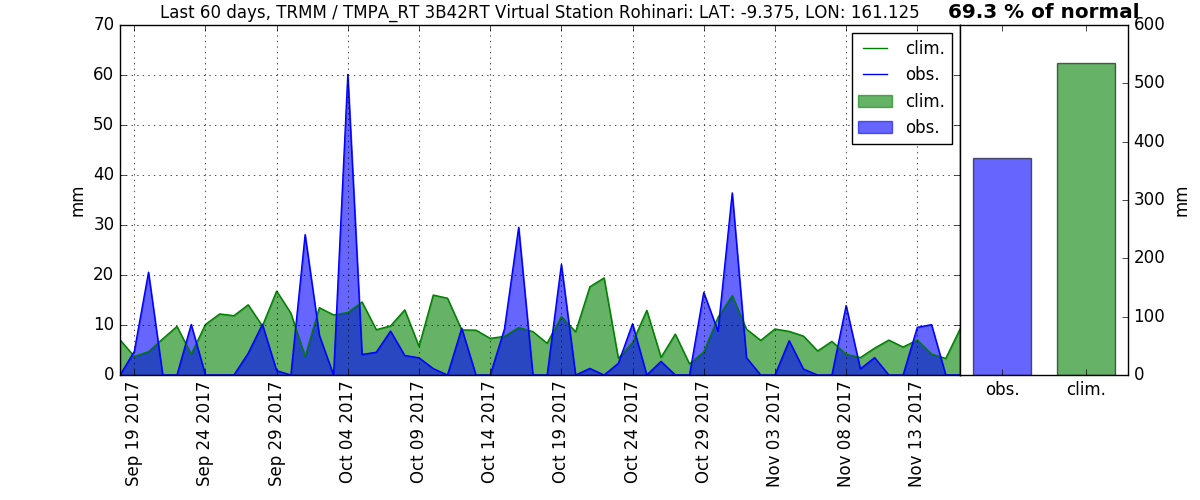 Last 60 days, TRMM / TMPA_RT 3B42RT Virtual Station Rohinari: LAT: -9.375, LON: 161.125
69.3 % of normal
70
60
50
40
30
20
10
0
mm
clim.
obs.
clim.
obs.
Sep 19 2017
Sep 24 2017
Sep 29 2017
Oct 04 2017
Oct 09 2017
Oct 14 2017
Oct 19 2017
Oct 24 2017
Oct 29 2017
Nov 03 2017
Nov 08 2017
Nov 13 2017
600
500
400
300
200
100
0
mm
obs.
clim.